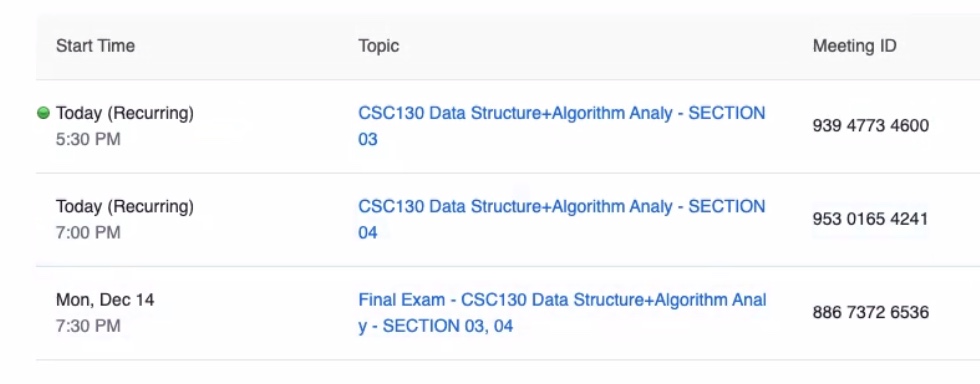 Start Time Topic Meeting ID
Today (Recurring) CSC130 Data Structure+Algorithm Analy - SECTION
5:30 PM 03 939 4773 4600
Today (Recurring) CSC130 Data Structure+Algorithm Analy - SECTION
7:00 PM 04 953 0165 4241
Mon, Dec 14 Final Exam - CSC130 Data Structure+Algorithm Anal
7:30 PM y - SECTION 03, 04 886 7372 6536